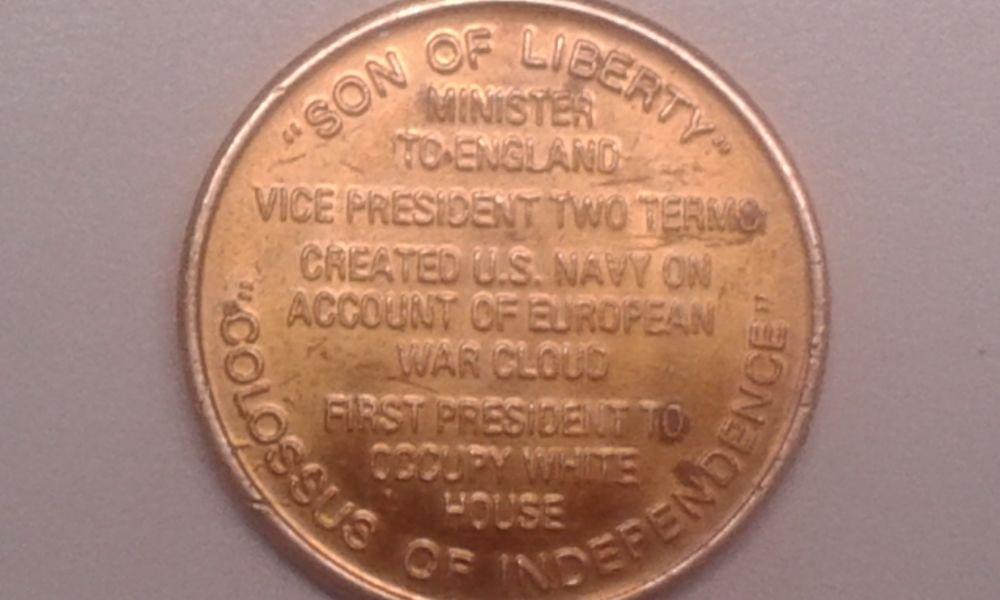 "SON OF LIBERTY"
MINISTER
TO ENGLAND
VICE PRESIDENT TWO TERMS
CREATED U.S. NAVY ON
ACCOUNT OF EUROPEAN
WAR CLOUD
FIRST PRESIDENT TO
OCCUPY WHITE
HOUSE
"COLOSSUS OF INDEPENDENCE"